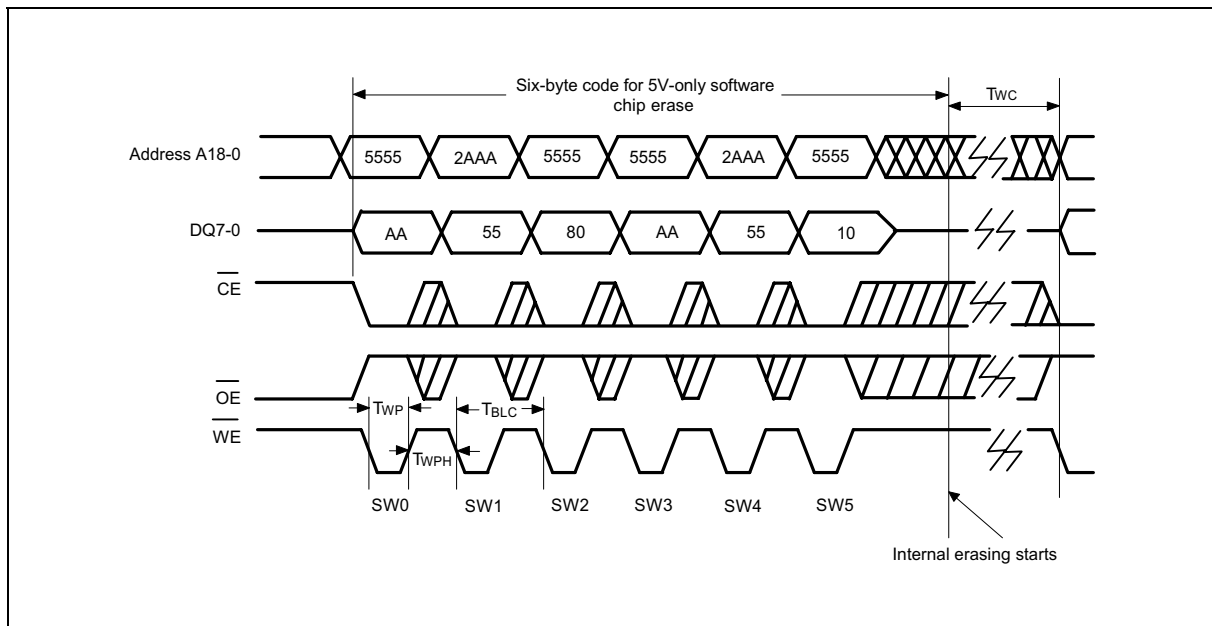 Six-byte code for 5V-only software
chip erase
TWC
Address A18-0
5555
2AAA
5555
5555
2AAA
5555
DQ7-0
AA
55
80
AA
55
10
CE
OE
TWP
TBLC
WE
TWPH
SW0
SW1
SW2
SW3
SW4
SW5
Internal erasing starts